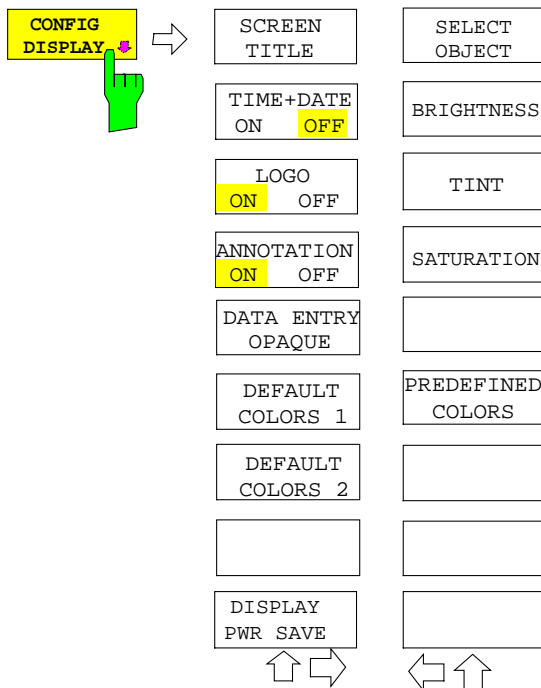 CONFIG
DISPLAY
SCREEN
TITLE
TIME+DATE
ON OFF
LOGO
ON OFF
ANNOTATION
ON OFF
DATA ENTRY
OPAQUE
DEFAULT
COLORS 1
DEFAULT
COLORS 2
DISPLAY
PWR SAVE
SELECT
OBJECT
BRIGHTNESS
TINT
SATURATION
PREDEFINED
COLORS